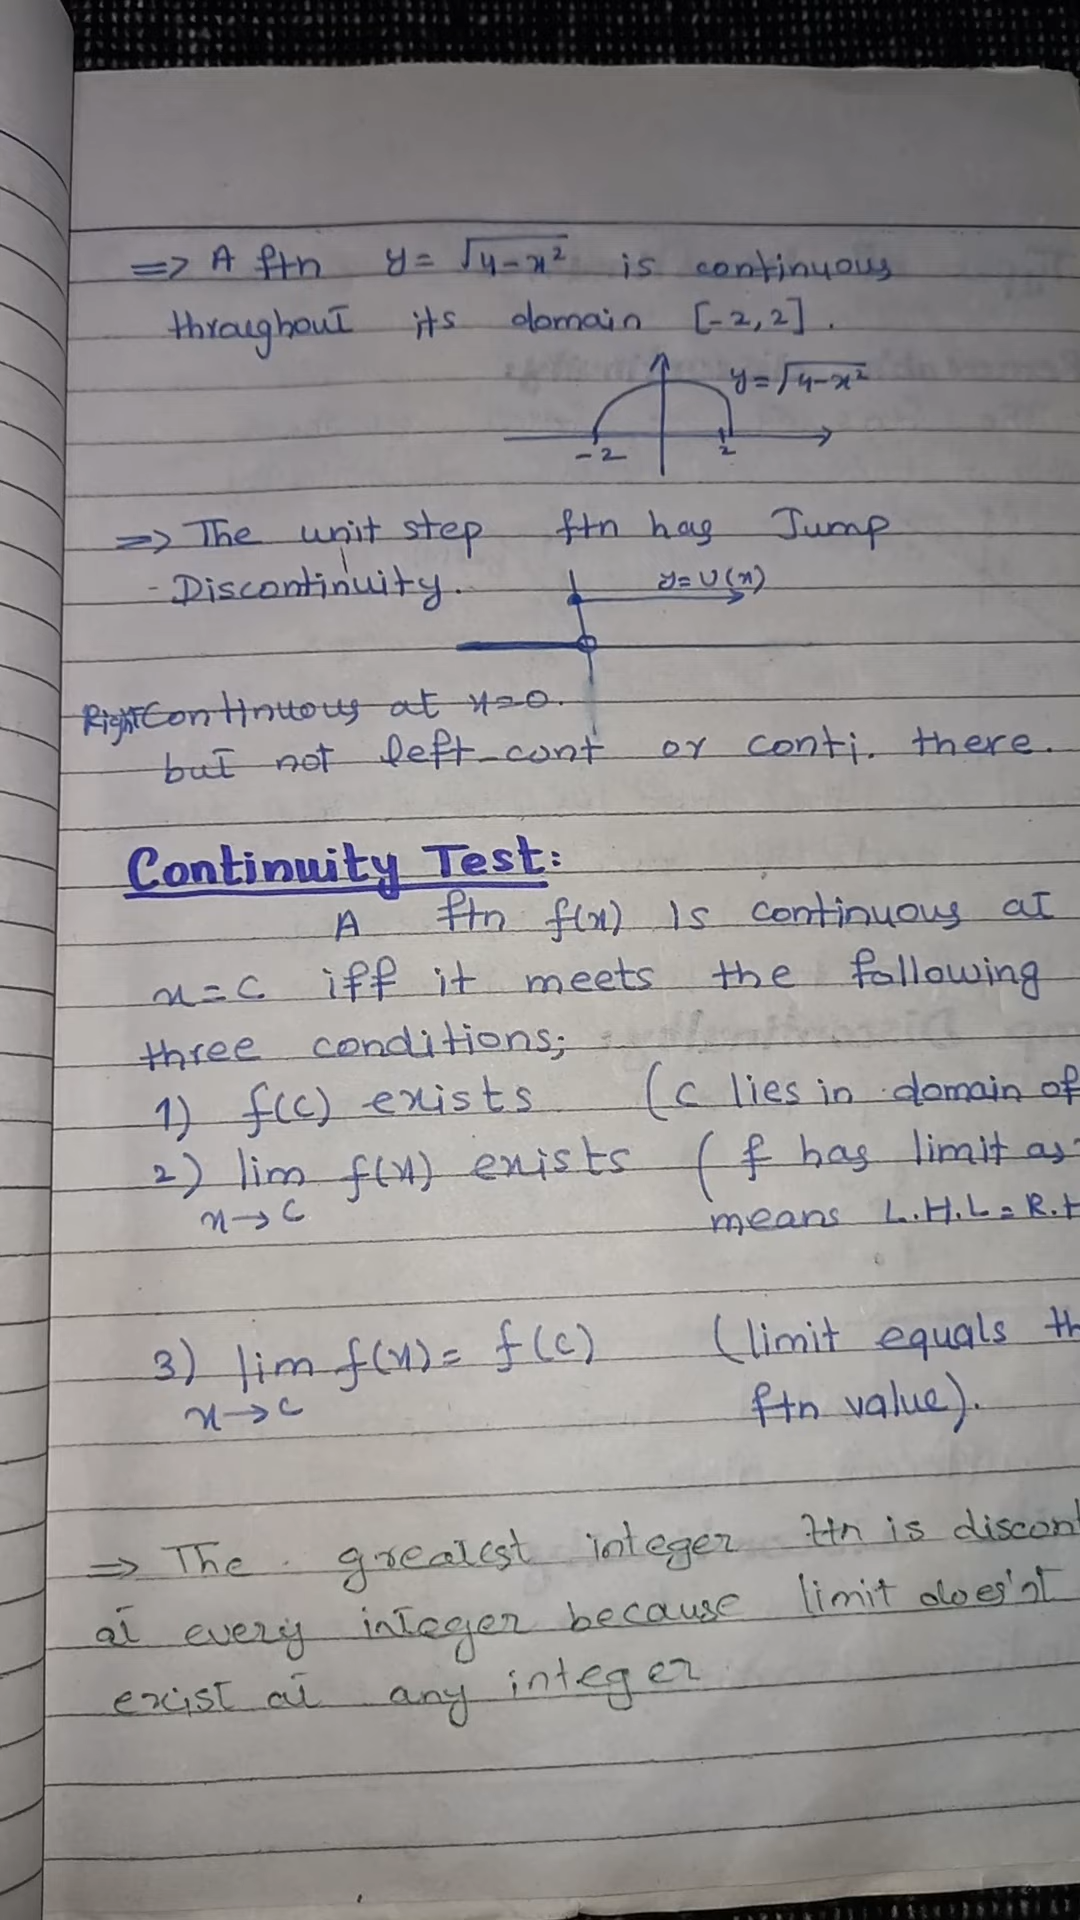 => A ftn y = √4-x² is continuous
throughout its domain [-2,2].
y=√4-x²
-2 2
=> The unit step ftn has Jump
- Discontinuity.
y=U(x)
Right Continuous at x=0.
but not left cont or conti. there.
Continuity Test:
A ftn f(x) is continuous at
x=c iff it meets the following
three conditions;
1) f(c) exists (c lies in domain of
2) lim f(x) exists (f has limit as
x→c means L.H.L = R.H
3) lim f(x) = f(c) (limit equals th
x→c ftn value).
=> The greatest integer ftn is discont
at every integer because limit does'nt
exist at any integer